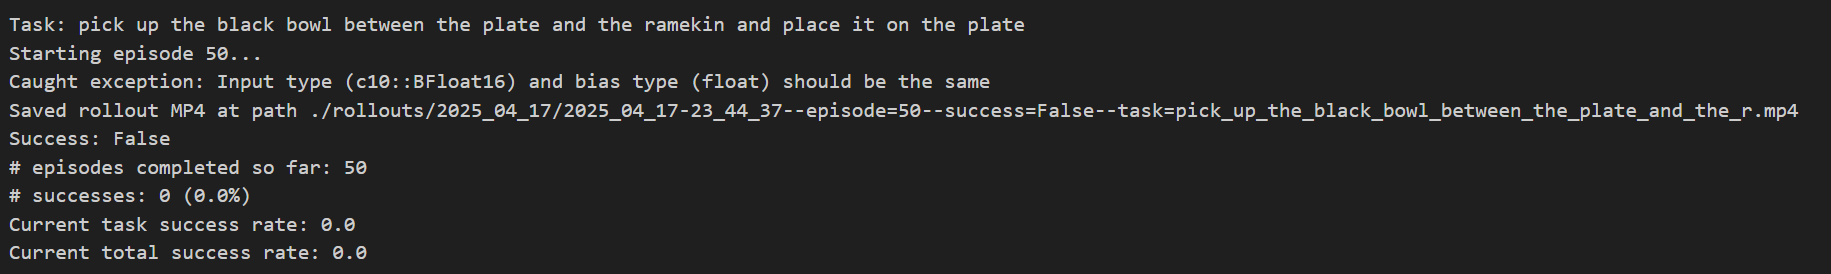 Task: pick up the black bowl between the plate and the ramekin and place it on the plate
Starting episode 50...
Caught exception: Input type (c10::BFloat16) and bias type (float) should be the same
Saved rollout MP4 at path ./rollouts/2025_04_17/2025_04_17-23_44_37--episode=50--success=False--task=pick_up_the_black_bowl_between_the_plate_and_the_r.mp4
Success: False
# episodes completed so far: 50
# successes: 0 (0.0%)
Current task success rate: 0.0
Current total success rate: 0.0